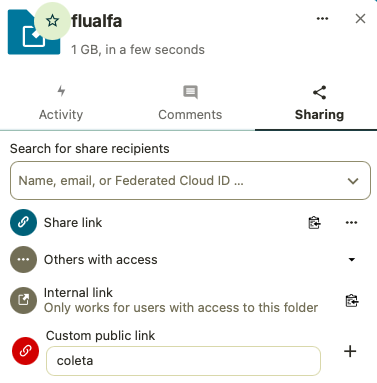 flualfa
1 GB, in a few seconds
Activity
Comments
Sharing
Search for share recipients
Name, email, or Federated Cloud ID ...
Share link
Others with access
Internal link
Only works for users with access to this folder
Custom public link
coleta